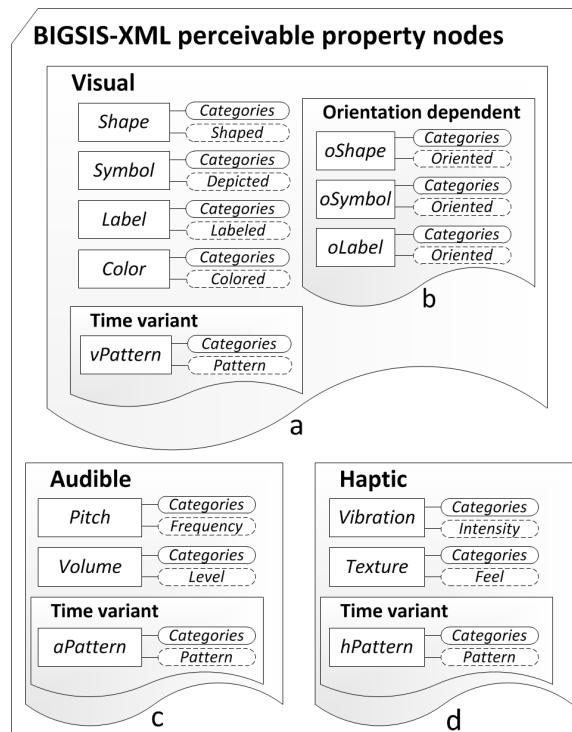 BIGSIS-XML perceivable property nodes
Visual
Shape
Categories
Shaped
Symbol
Categories
Depicted
Label
Categories
Labeled
Color
Categories
Colored
Orientation dependent
oShape
Categories
Oriented
oSymbol
Categories
Oriented
oLabel
Categories
Oriented
b
Time variant
vPattern
Categories
Pattern
a
Audible
Pitch
Categories
Frequency
Volume
Categories
Level
Time variant
aPattern
Categories
Pattern
c
Haptic
Vibration
Categories
Intensity
Texture
Categories
Feel
Time variant
hPattern
Categories
Pattern
d